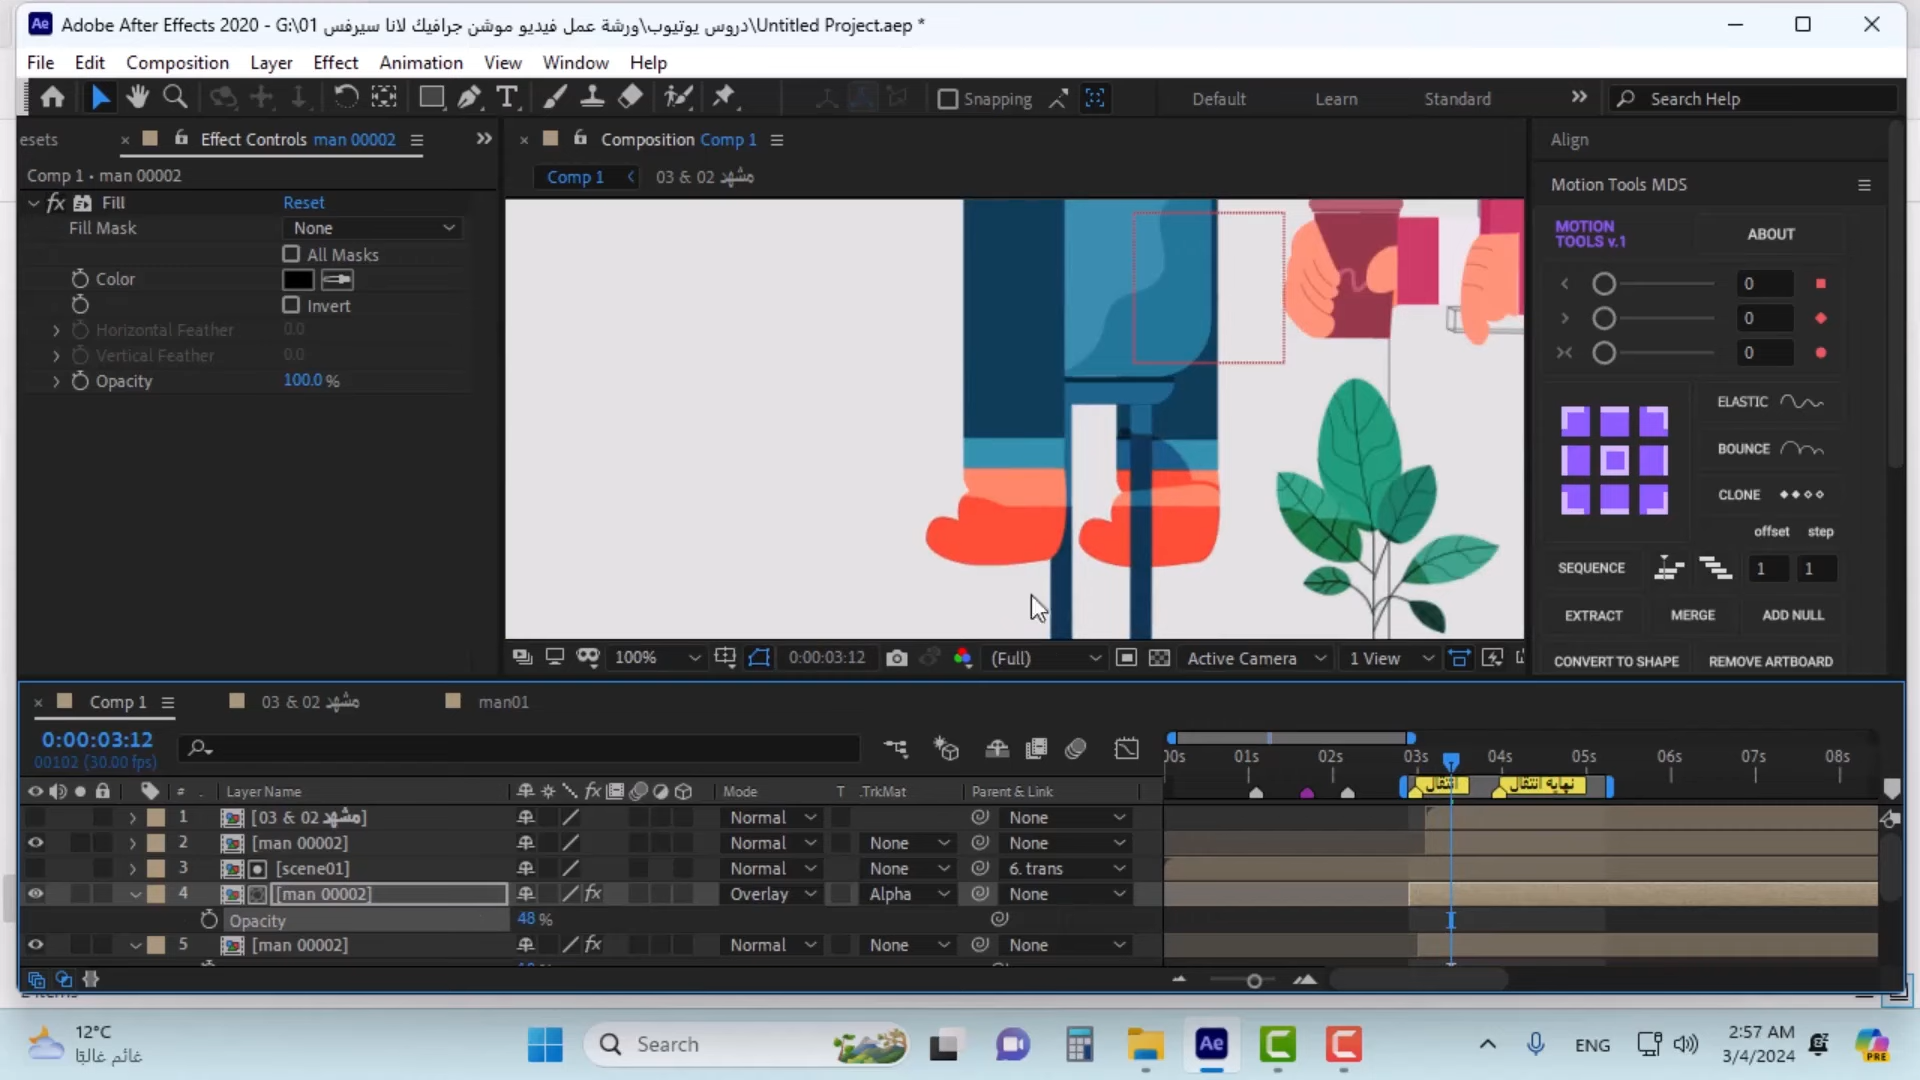 Ae Adobe After Effects 2020 - G:\01 دروس يوتيوب\ورشة عمل فيديو موشن جرافيك لانا سيرفس\Untitled Project.aep *
File Edit Composition Layer Effect Animation View Window Help
Snapping Default Learn Standard Search Help
esets Effect Controls man 00002
Composition Comp 1
Align
Comp 1 • man 00002
Comp 1 مشهد 02 & 03
Motion Tools MDS
fx Fill Reset
Fill Mask None
All Masks
Color
Invert
Horizontal Feather 0.0
Vertical Feather 0.0
Opacity 100.0 %
MOTION TOOLS v.1 ABOUT
0
0
0
ELASTIC
BOUNCE
CLONE
offset step
SEQUENCE 1 1
EXTRACT MERGE ADD NULL
CONVERT TO SHAPE REMOVE ARTBOARD
100% 0:00:03:12 (Full) Active Camera 1 View
Comp 1 مشهد 02 & 03 man01
0:00:03:12
00102 (30.00 fps)
00s 01s 02s 03s 04s 05s 06s 07s 08s
انتقال نهاية انتقال
# Layer Name fx Mode T .TrkMat Parent & Link
1 [مشهد 02 & 03] Normal None
2 [man 00002] Normal None None
3 [scene01] Normal None 6. trans
4 [man 00002] fx Overlay Alpha None
Opacity 48 %
5 [man 00002] fx Normal None None
12°C
غائم غالبًا
Search
Ae
ENG
2:57 AM
3/4/2024
PRE